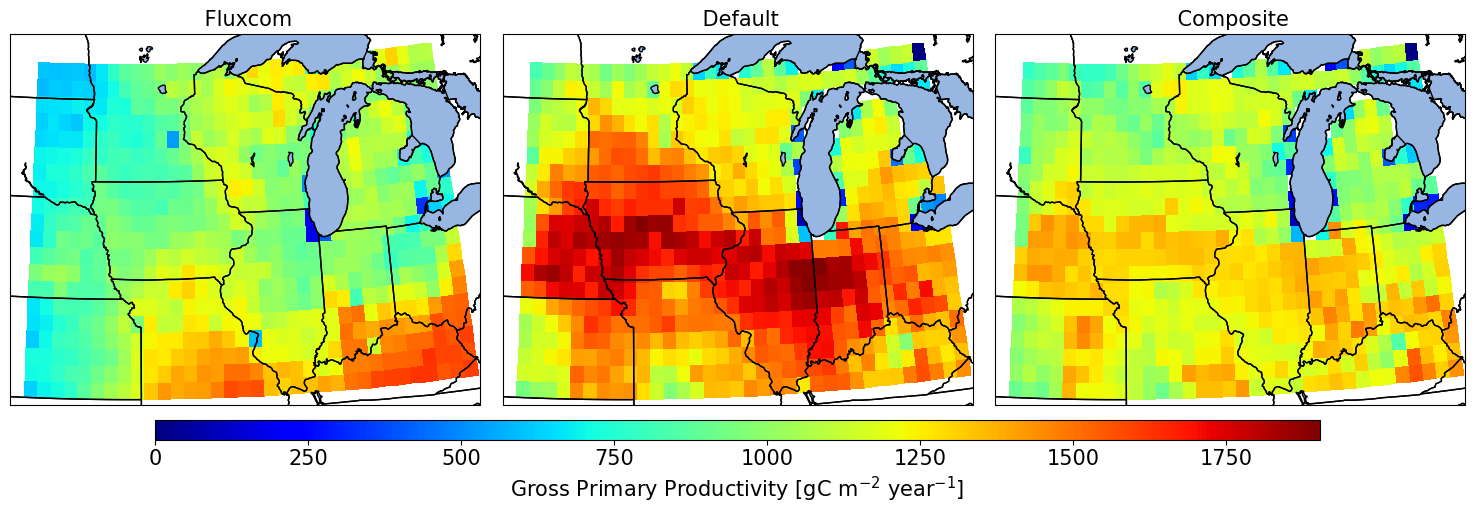 Fluxcom Default Composite
0 250 500 750 1000 1250 1500 1750
Gross Primary Productivity [gC m⁻² year⁻¹]